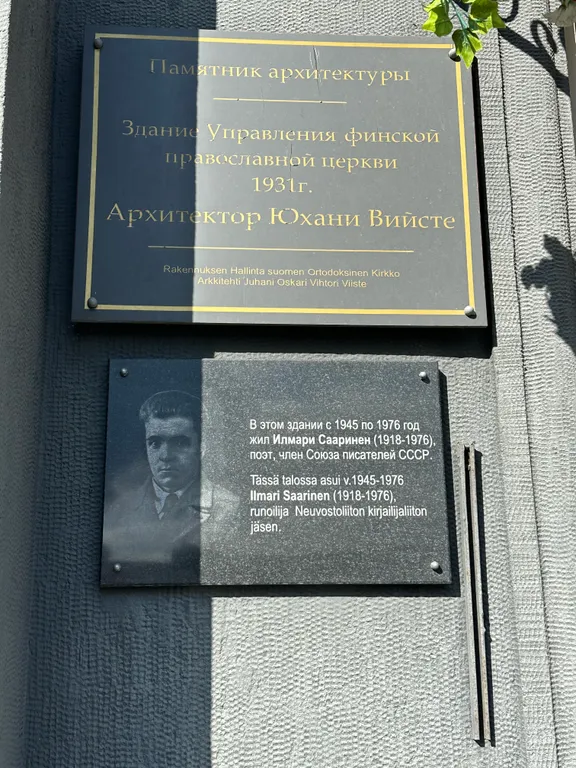 Памятник архитектуры
Здание Управления финской
православной церкви
1931г.
Архитектор Юхани Вийсте
Rakennuksen Hallinta suomen Ortodoksinen Kirkko
Arkkitehti Juhani Oskari Vihtori Viiste
В этом здании с 1945 по 1976 год
жил Илмари Сааринен (1918-1976),
поэт, член Союза писателей СССР.
Tässä talossa asui v.1945-1976
Ilmari Saarinen (1918-1976),
runoilija Neuvostoliiton kirjailijaliiton
jäsen.